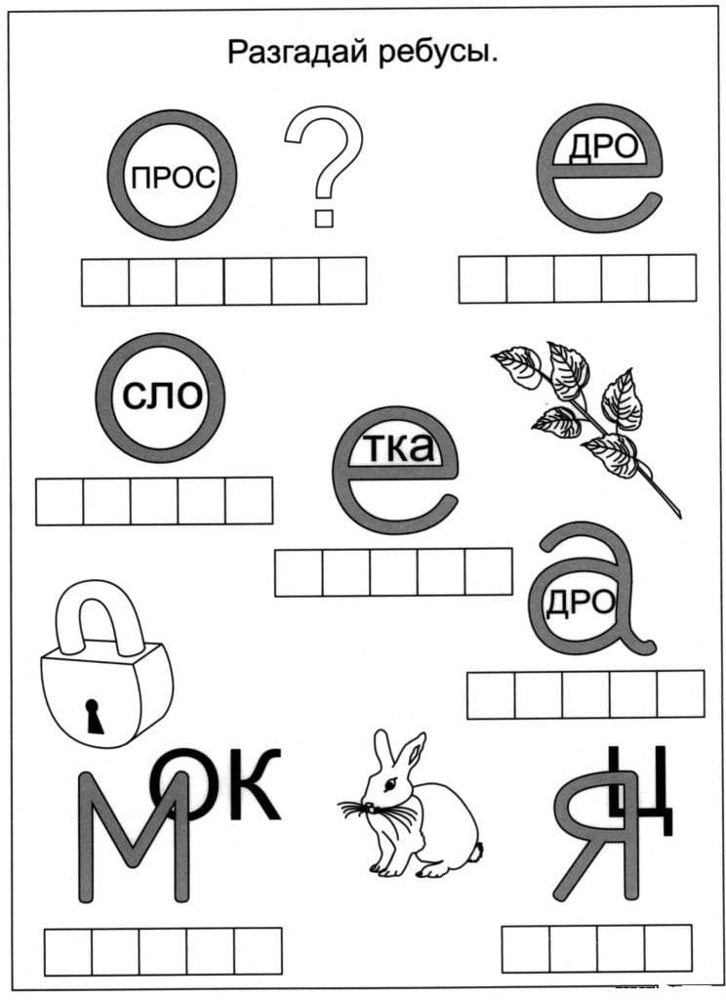 Разгадай ребусы.
ПРОС
О
?
ДРО
е
СЛО
О
тка
е
ДРО
а
М
ОК
Я
Ц